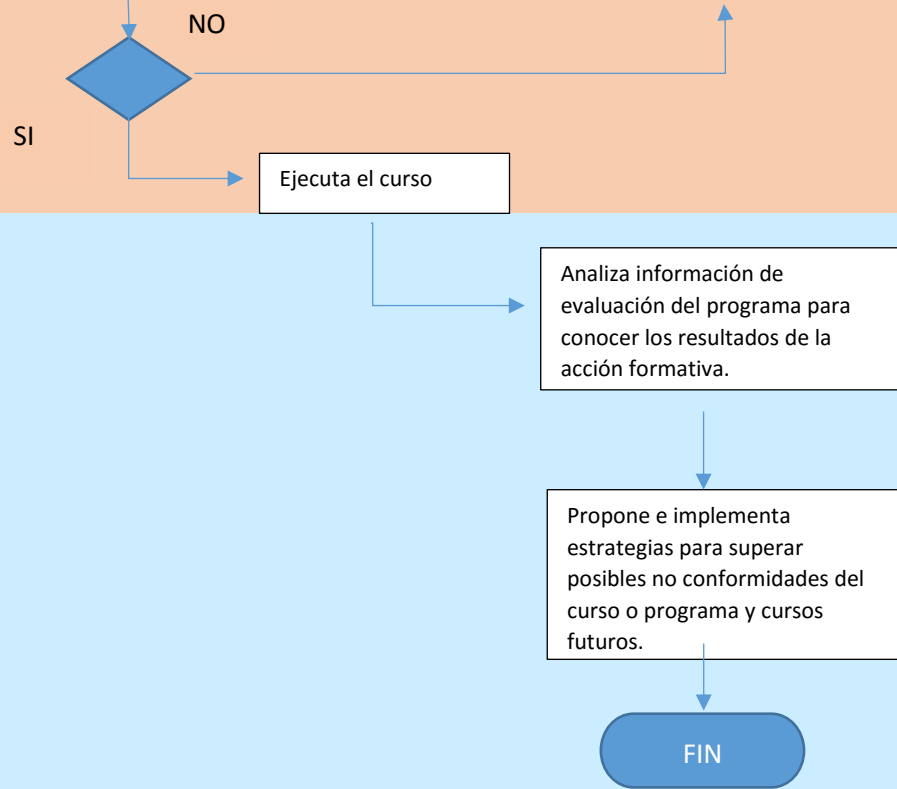 NO
SI
Ejecuta el curso
Analiza información de
evaluación del programa para
conocer los resultados de la
acción formativa.
Propone e implementa
estrategias para superar
posibles no conformidades del
curso o programa y cursos
futuros.
FIN